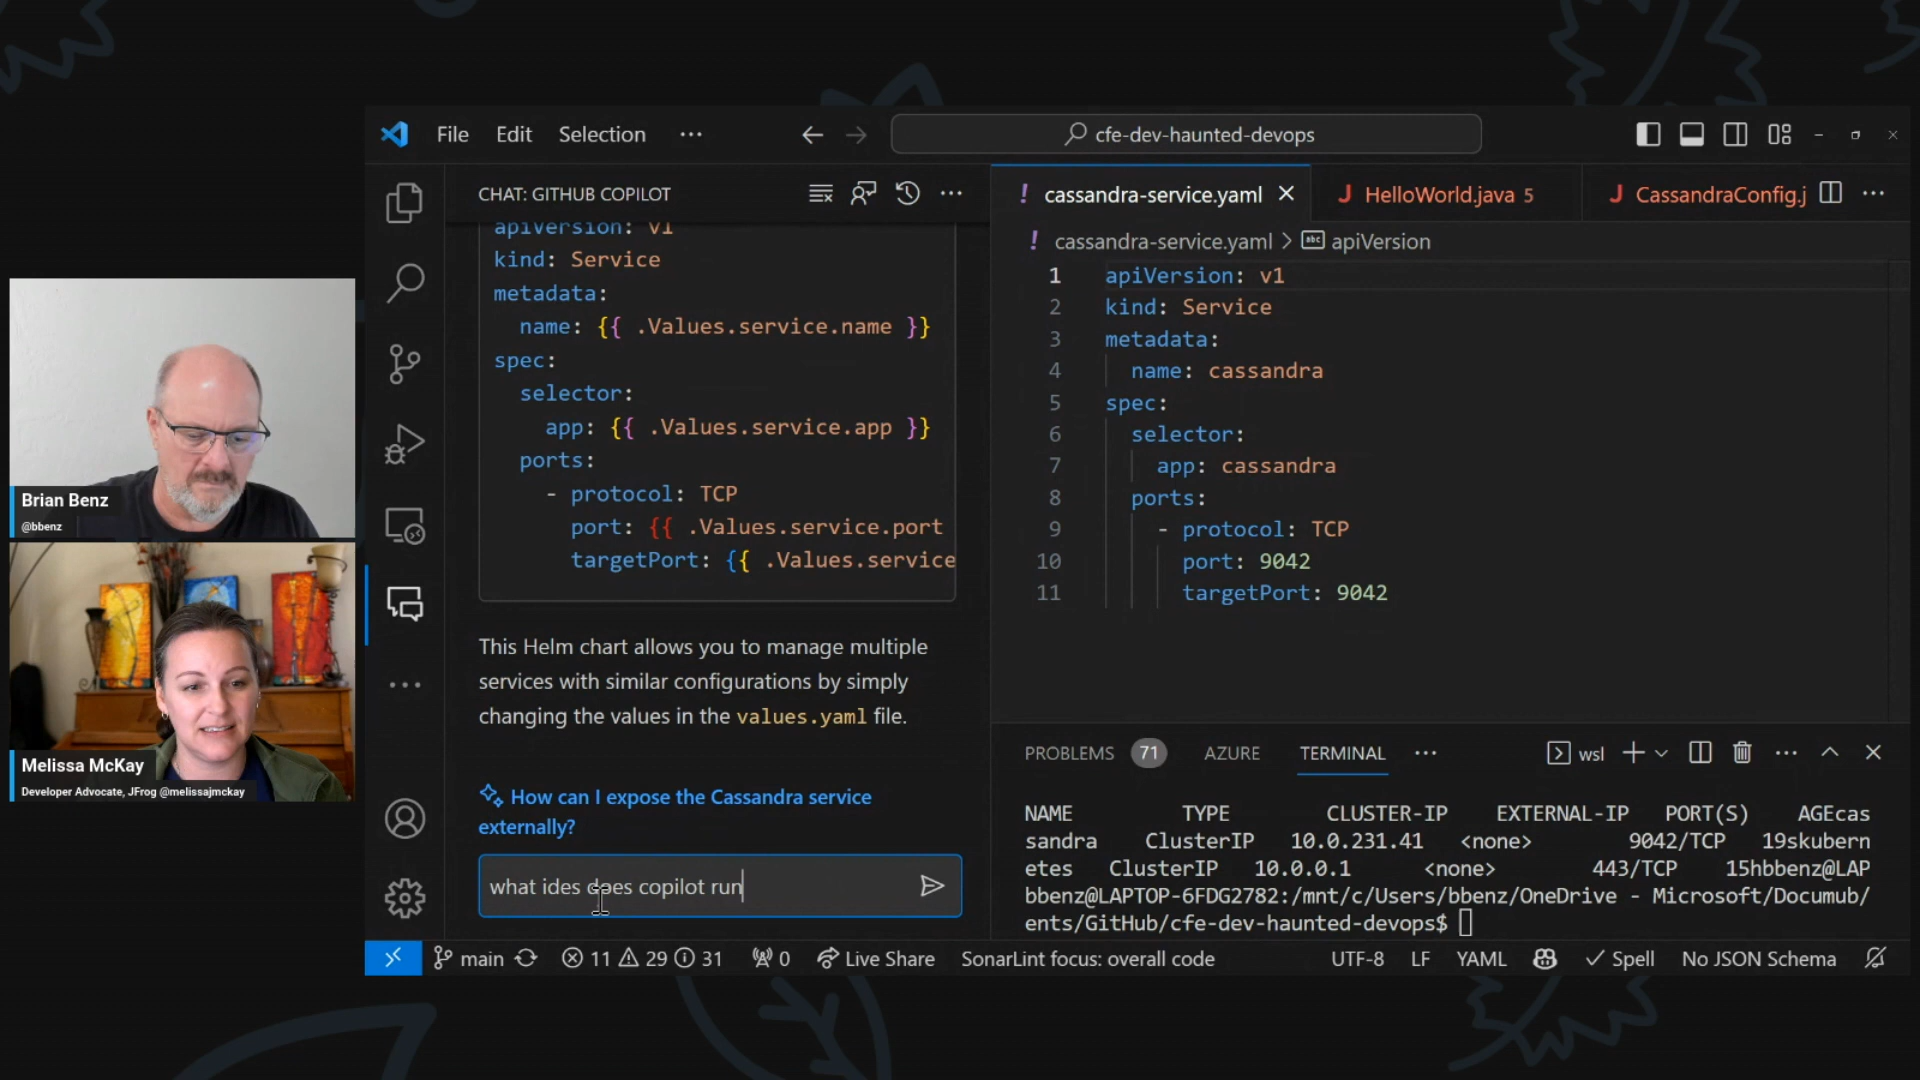 File Edit Selection ···
cfe-dev-haunted-devops
CHAT: GITHUB COPILOT
apiVersion: v1
kind: Service
metadata:
name: {{ .Values.service.name }}
spec:
selector:
app: {{ .Values.service.app }}
ports:
- protocol: TCP
port: {{ .Values.service.port
targetPort: {{ .Values.service
This Helm chart allows you to manage multiple
services with similar configurations by simply
changing the values in the values.yaml file.
How can I expose the Cassandra service
externally?
what ides does copilot run
! cassandra-service.yaml
J HelloWorld.java 5
J CassandraConfig.j
! cassandra-service.yaml > abc apiVersion
1 apiVersion: v1
2 kind: Service
3 metadata:
4 name: cassandra
5 spec:
6 selector:
7 app: cassandra
8 ports:
9 - protocol: TCP
10 port: 9042
11 targetPort: 9042
PROBLEMS 71 AZURE TERMINAL ···
wsl
NAME TYPE CLUSTER-IP EXTERNAL-IP PORT(S) AGEcas
sandra ClusterIP 10.0.231.41 <none> 9042/TCP 19skubern
etes ClusterIP 10.0.0.1 <none> 443/TCP 15hbbenz@LAP
bbenz@LAPTOP-6FDG2782:/mnt/c/Users/bbenz/OneDrive - Microsoft/Documub/
ents/GitHub/cfe-dev-haunted-devops$
main 11 29 31 0 Live Share SonarLint focus: overall code UTF-8 LF YAML Spell No JSON Schema
Brian Benz
@bbenz
Melissa McKay
Developer Advocate, JFrog @melissajmckay